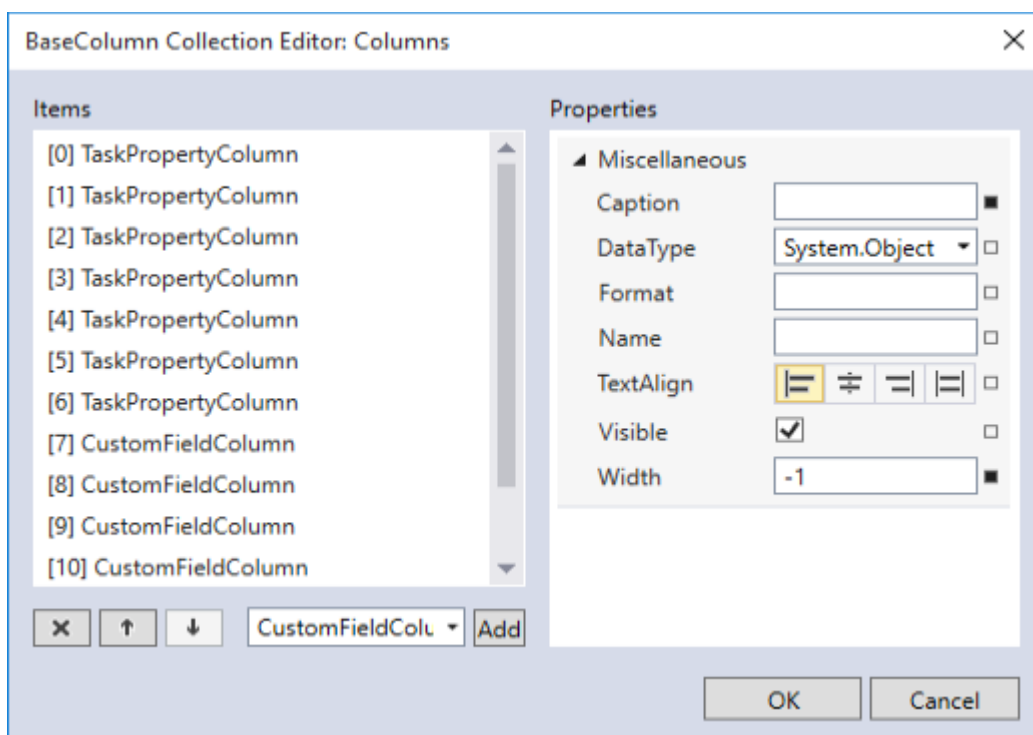 BaseColumn Collection Editor: Columns
Items
[0] TaskPropertyColumn
[1] TaskPropertyColumn
[2] TaskPropertyColumn
[3] TaskPropertyColumn
[4] TaskPropertyColumn
[5] TaskPropertyColumn
[6] TaskPropertyColumn
[7] CustomFieldColumn
[8] CustomFieldColumn
[9] CustomFieldColumn
[10] CustomFieldColumn
CustomFieldColu
Add
Properties
Miscellaneous
Caption
DataType System.Object
Format
Name
TextAlign
Visible
Width -1
OK
Cancel